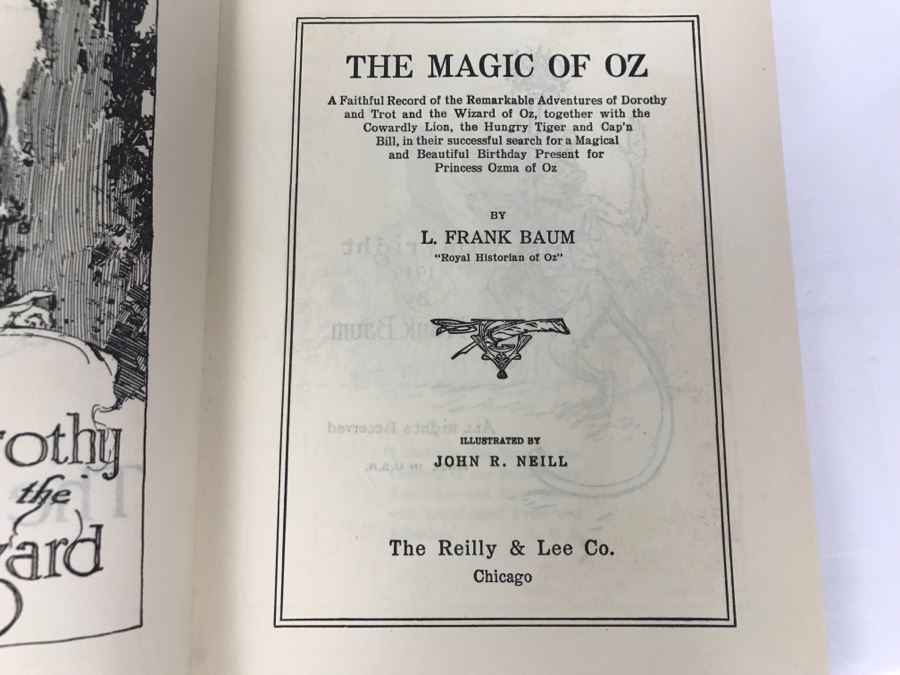 THE MAGIC OF OZ
A Faithful Record of the Remarkable Adventures of Dorothy
and Trot and the Wizard of Oz, together with the
Cowardly Lion, the Hungry Tiger and Cap'n
Bill, in their successful search for a Magical
and Beautiful Birthday Present for
Princess Ozma of Oz
BY
L. FRANK BAUM
"Royal Historian of Oz"
ILLUSTRATED BY
JOHN R. NEILL
The Reilly & Lee Co.
Chicago
the